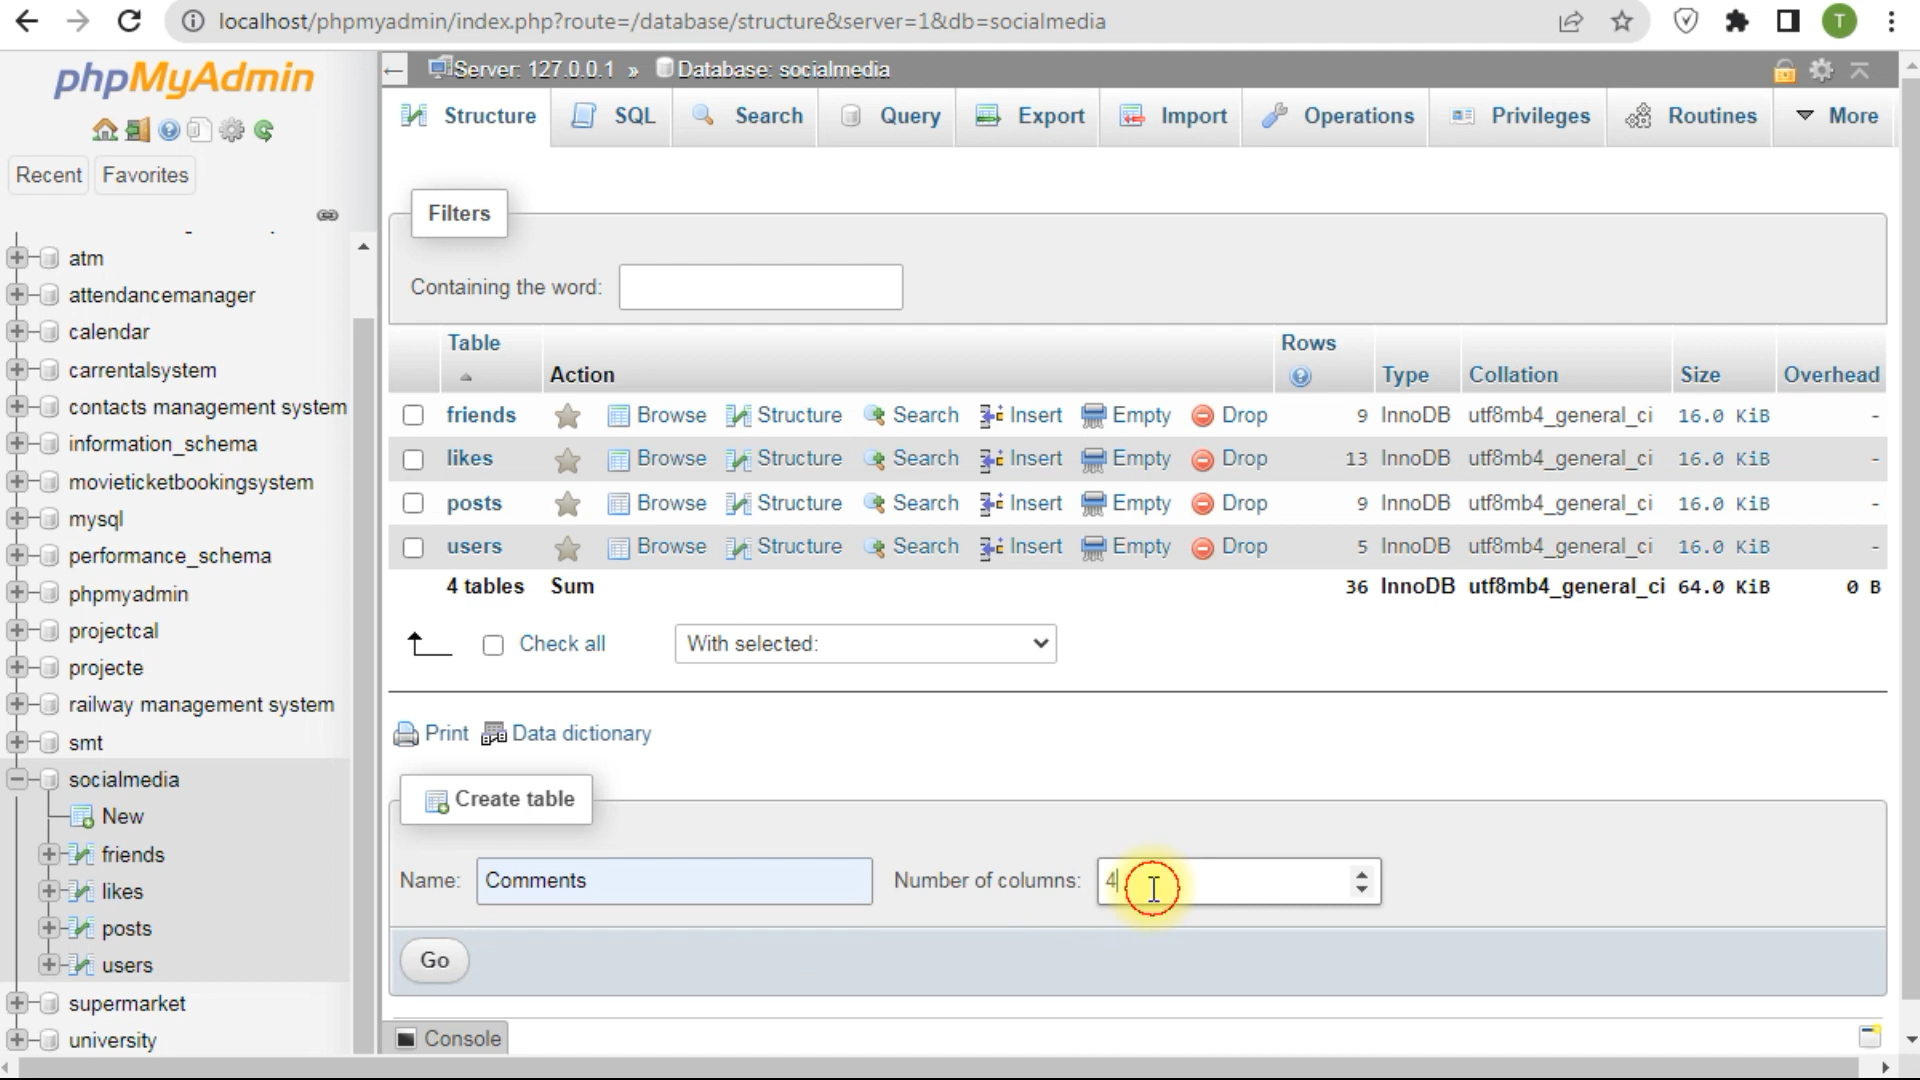 localhost/phpmyadmin/index.php?route=/database/structure&server=1&db=socialmedia
T
phpMyAdmin
Recent
Favorites
atm
attendancemanager
calendar
carrentalsystem
contacts management system
information_schema
movieticketbookingsystem
mysql
performance_schema
phpmyadmin
projectcal
projecte
railway management system
smt
socialmedia
New
friends
likes
posts
users
supermarket
university
Server: 127.0.0.1 » Database: socialmedia
Structure SQL Search Query Export Import Operations Privileges Routines More
Filters
Containing the word:
Table Action Rows Type Collation Size Overhead
friends Browse Structure Search Insert Empty Drop 9 InnoDB utf8mb4_general_ci 16.0 KiB -
likes Browse Structure Search Insert Empty Drop 13 InnoDB utf8mb4_general_ci 16.0 KiB -
posts Browse Structure Search Insert Empty Drop 9 InnoDB utf8mb4_general_ci 16.0 KiB -
users Browse Structure Search Insert Empty Drop 5 InnoDB utf8mb4_general_ci 16.0 KiB -
4 tables Sum 36 InnoDB utf8mb4_general_ci 64.0 KiB 0 B
Check all With selected:
Print Data dictionary
Create table
Name: Comments Number of columns: 4
Go
Console